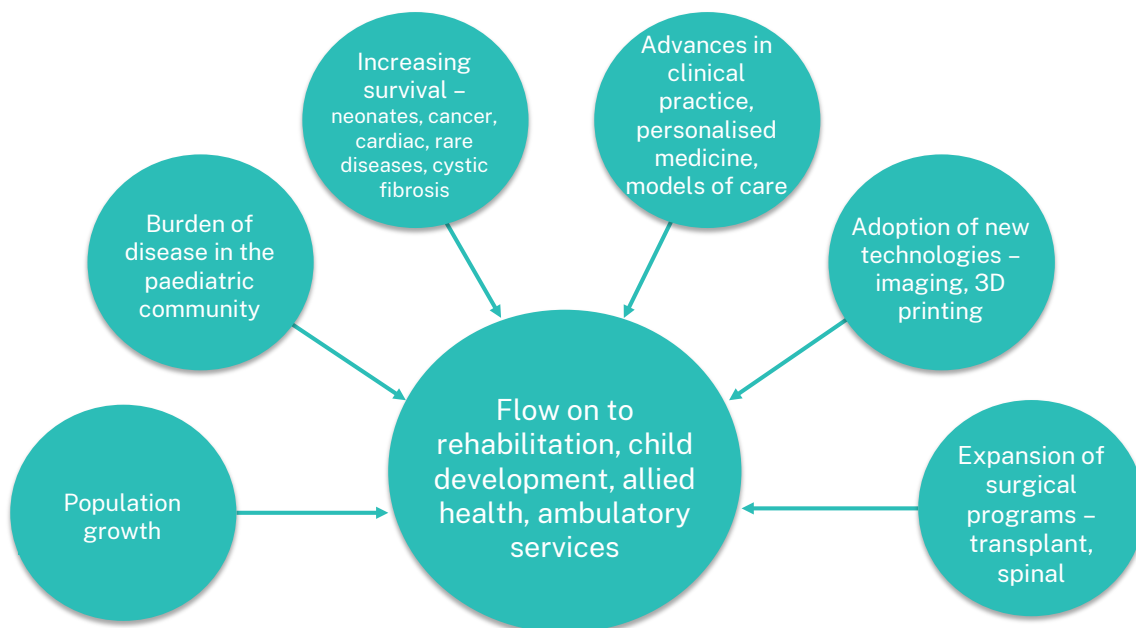 Increasing
survival –
neonates, cancer,
cardiac, rare
diseases, cystic
fibrosis
Advances in
clinical
practice,
personalised
medicine,
models of care
Burden of
disease in the
paediatric
community
Adoption of new
technologies –
imaging, 3D
printing
Population
growth
Flow on to
rehabilitation, child
development, allied
health, ambulatory
services
Expansion of
surgical
programs –
transplant,
spinal